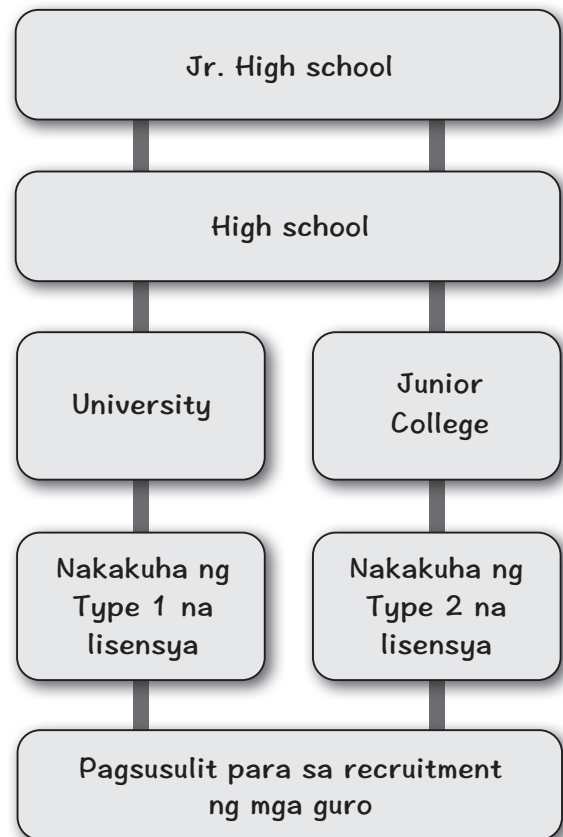 Jr. High school
High school
University
Junior
College
Nakakuha ng
Type 1 na
lisensya
Nakakuha ng
Type 2 na
lisensya
Pagsusulit para sa recruitment
ng mga guro